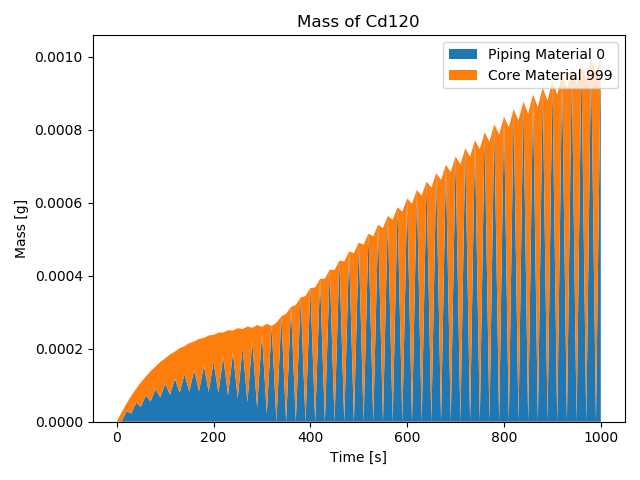 Mass of Cd120
Piping Material 0
Core Material 999
Mass [g]
0.0010
0.0008
0.0006
0.0004
0.0002
0.0000
0
200
400
600
800
1000
Time [s]